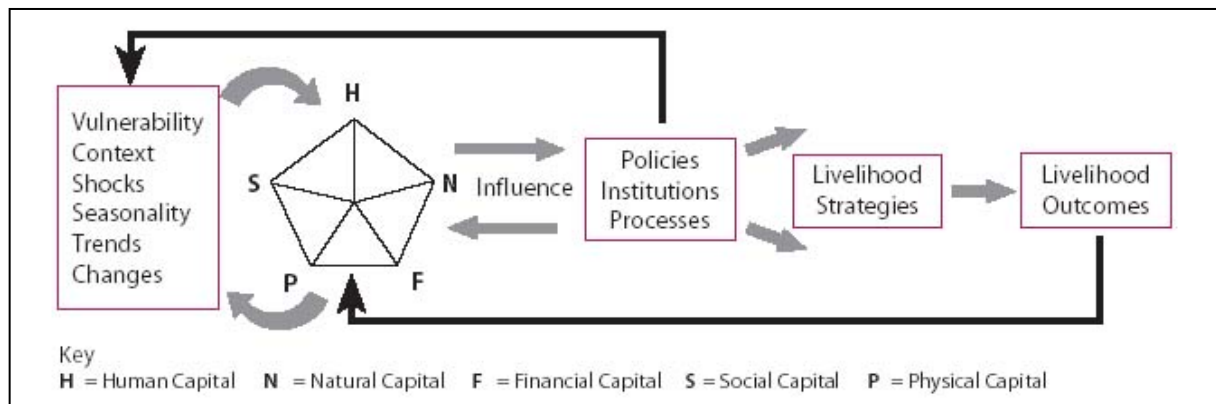 Vulnerability
Context
Shocks
Seasonality
Trends
Changes
H
S
N
P
F
Influence
Policies
Institutions
Processes
Livelihood
Strategies
Livelihood
Outcomes
Key
H = Human Capital N = Natural Capital F = Financial Capital S = Social Capital P = Physical Capital